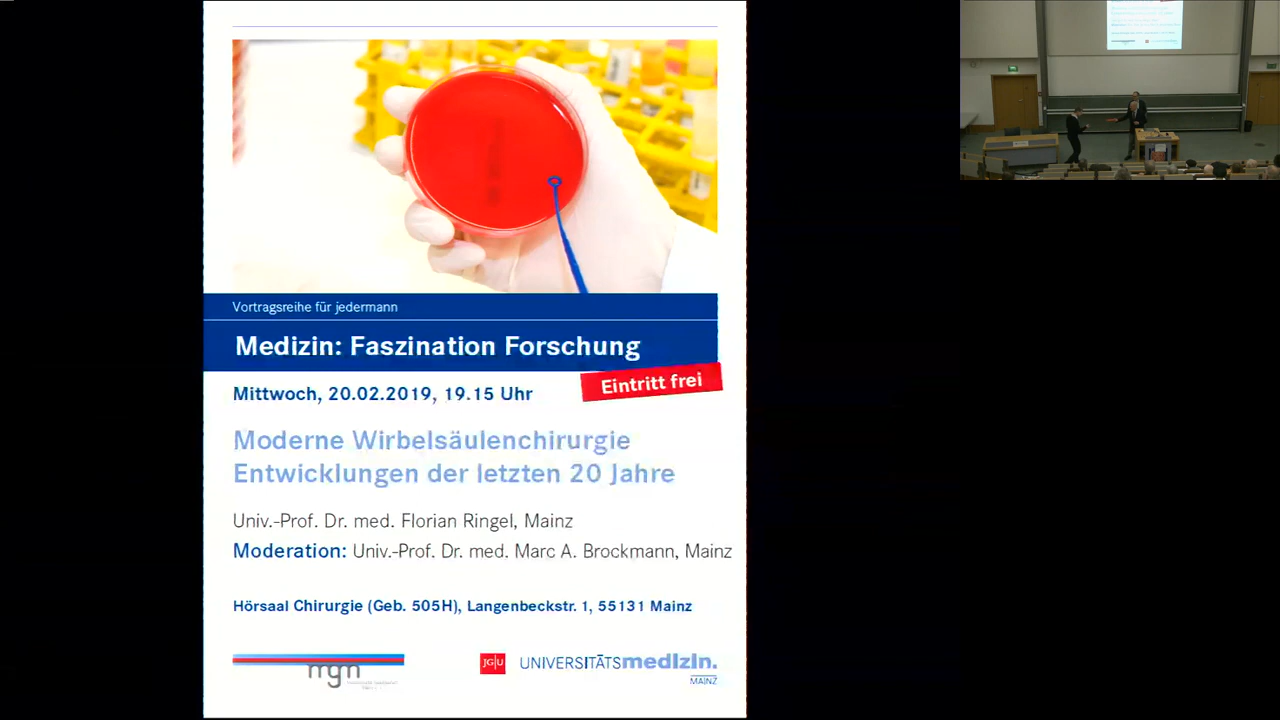 Vortragsreihe für jedermann
Medizin: Faszination Forschung
Eintritt frei
Mittwoch, 20.02.2019, 19.15 Uhr
Moderne Wirbelsäulenchirurgie
Entwicklungen der letzten 20 Jahre
Univ.-Prof. Dr. med. Florian Ringel, Mainz
Moderation: Univ.-Prof. Dr. med. Marc A. Brockmann, Mainz
Hörsaal Chirurgie (Geb. 505H), Langenbeckstr. 1, 55131 Mainz
mgm
JG|U UNIVERSITÄTSmedizin.
MAINZ